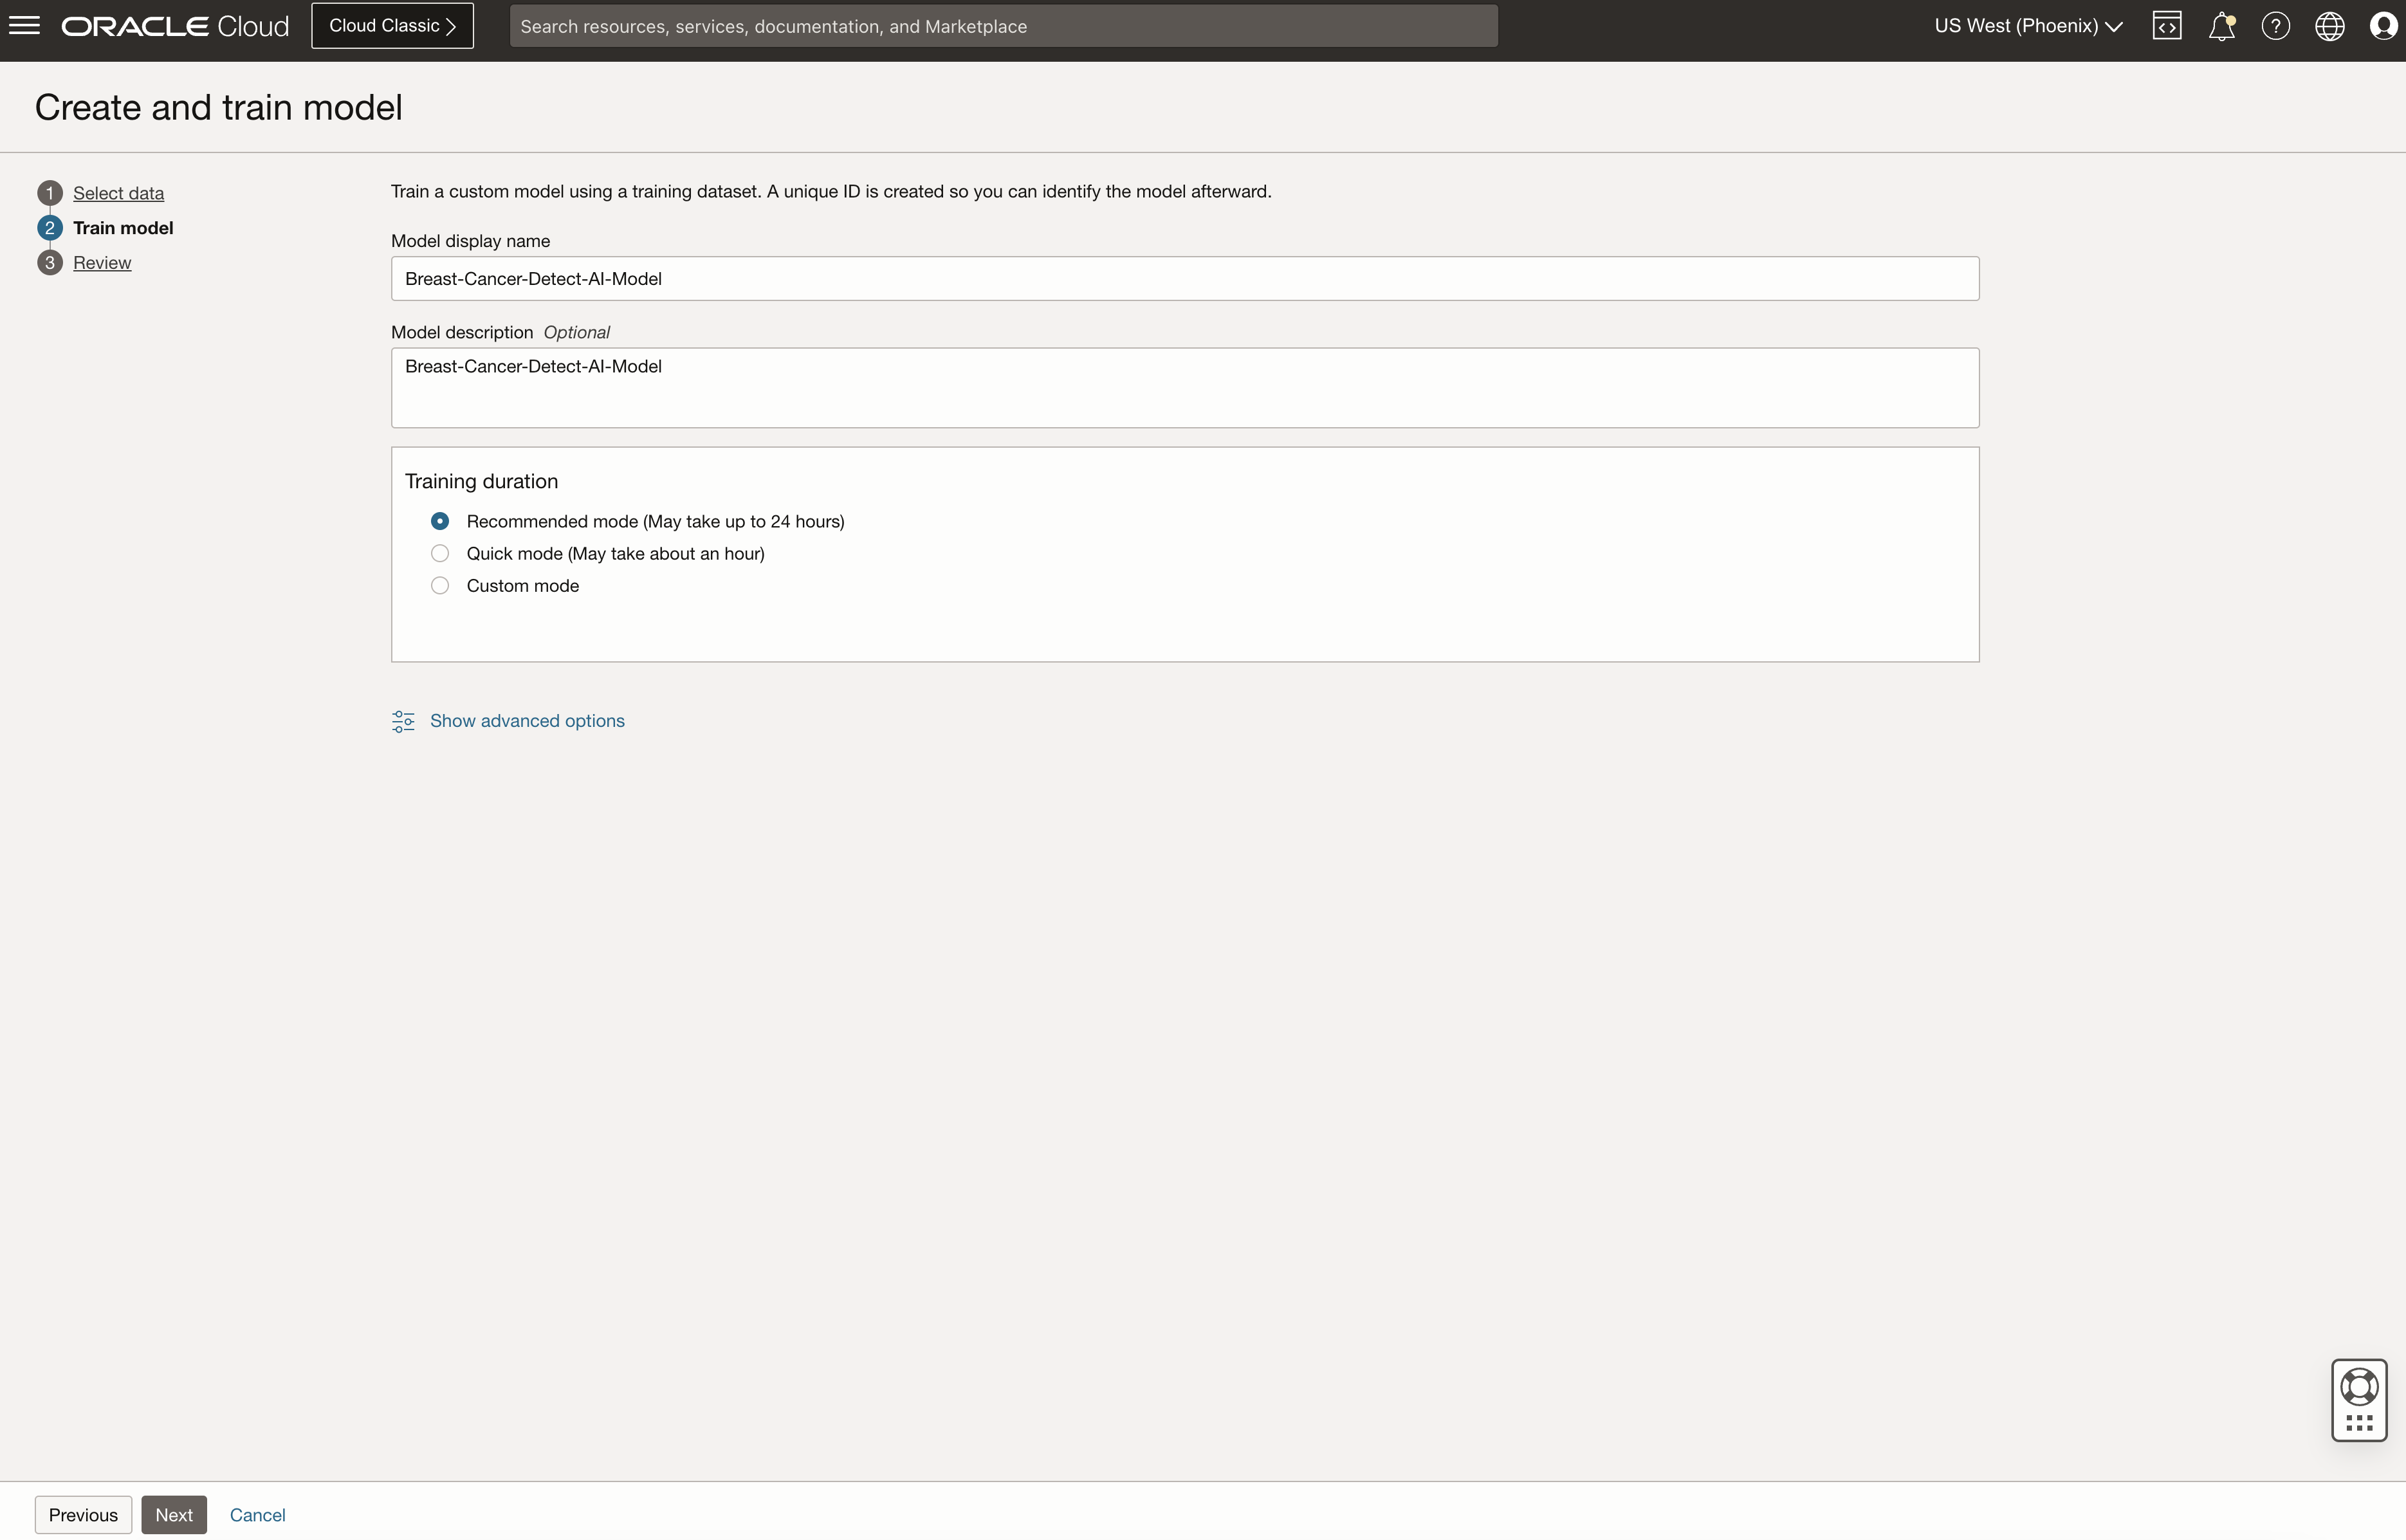 ORACLE Cloud
Cloud Classic
Search resources, services, documentation, and Marketplace
US West (Phoenix)
Create and train model
1 Select data
2 Train model
3 Review
Train a custom model using a training dataset. A unique ID is created so you can identify the model afterward.
Model display name
Breast-Cancer-Detect-AI-Model
Model description Optional
Breast-Cancer-Detect-AI-Model
Training duration
Recommended mode (May take up to 24 hours)
Quick mode (May take about an hour)
Custom mode
Show advanced options
Previous
Next
Cancel